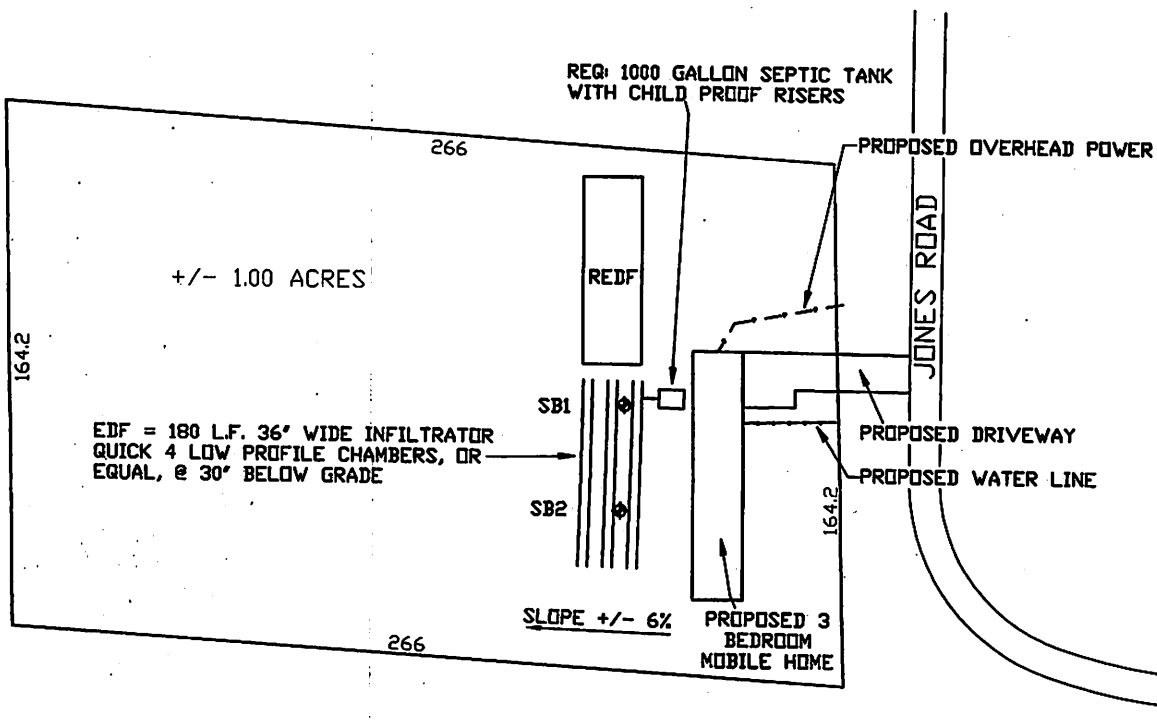 REQ: 1000 GALLON SEPTIC TANK
WITH CHILD PROOF RISERS
266
PROPOSED OVERHEAD POWER
JONES ROAD
+/- 1.00 ACRES
REDF
164.2
SB1
EDF = 180 L.F. 36" WIDE INFILTRATOR
QUICK 4 LOW PROFILE CHAMBERS, OR
EQUAL, @ 30" BELOW GRADE
PROPOSED DRIVEWAY
PROPOSED WATER LINE
SB2
164.2
SLOPE +/- 6%
PROPOSED 3
BEDROOM
MOBILE HOME
266